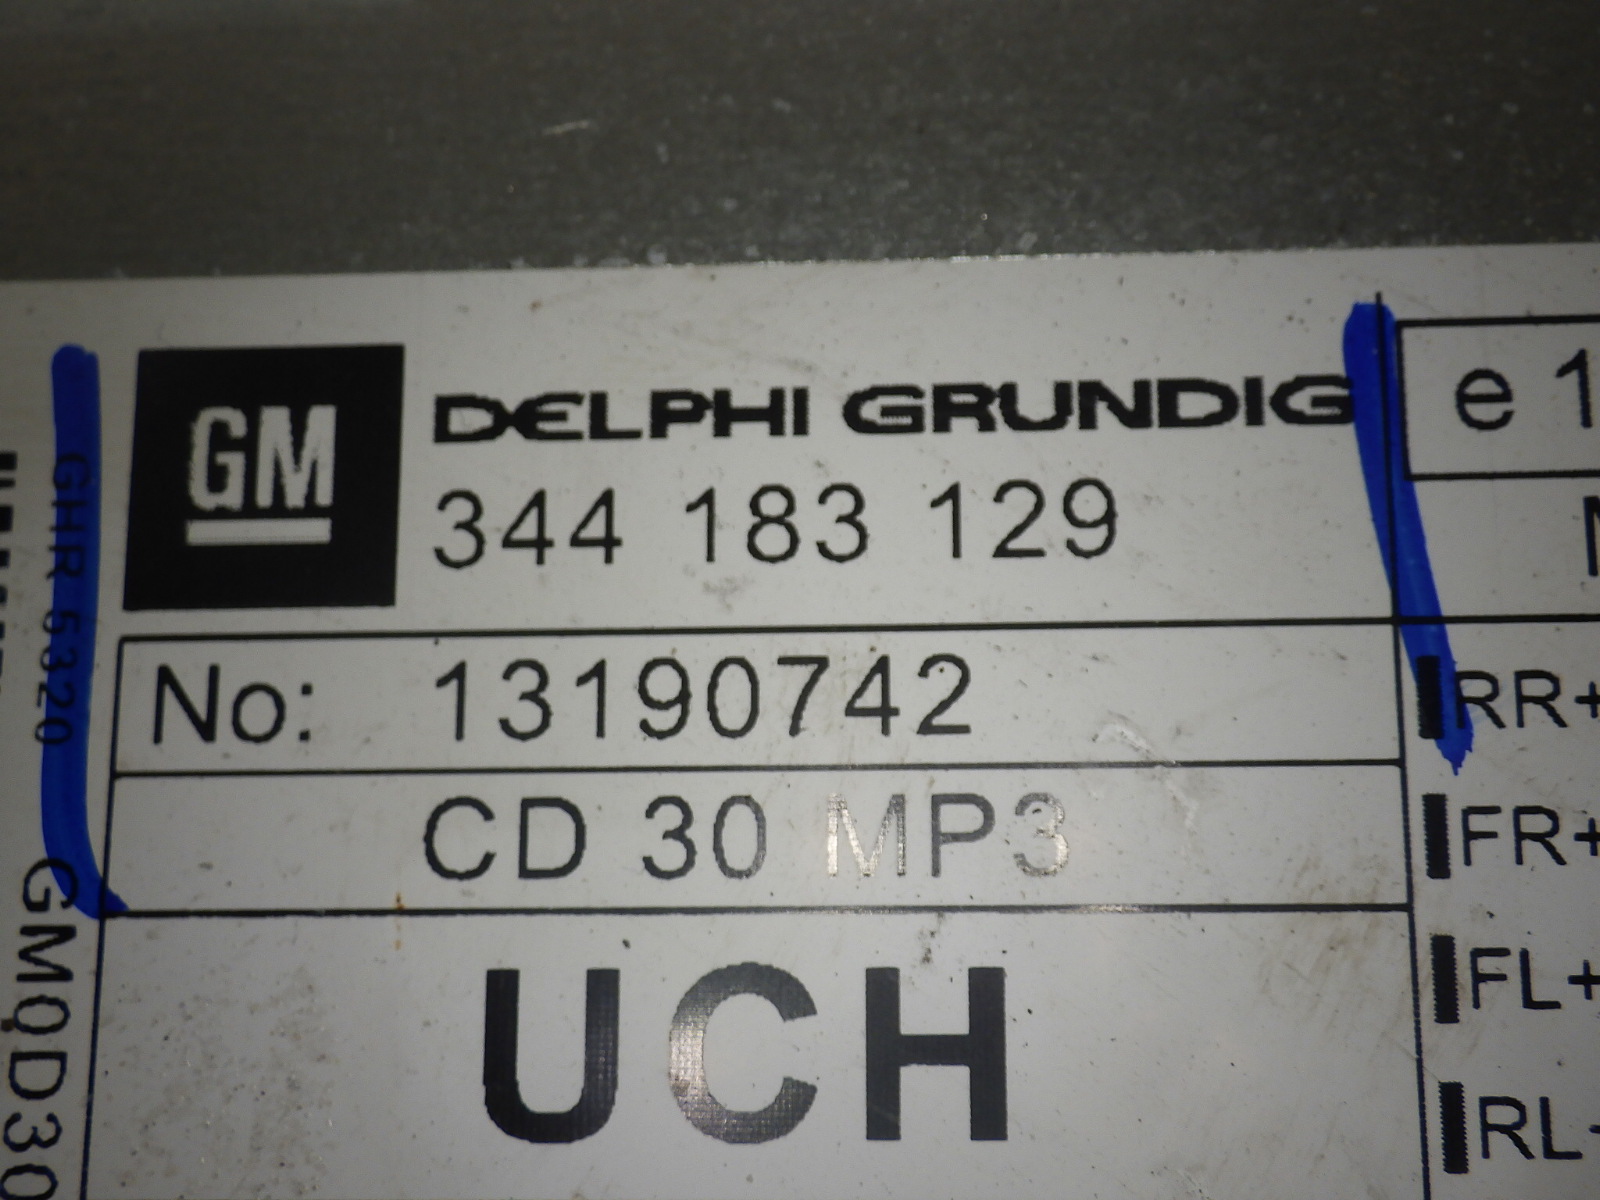 GM
DELPHI GRUNDIG
344 183 129
No: 13190742
CD 30 MP3
UCH
e 1
RR+
FR+
FL+
RL
GHR 5320
GM0D30